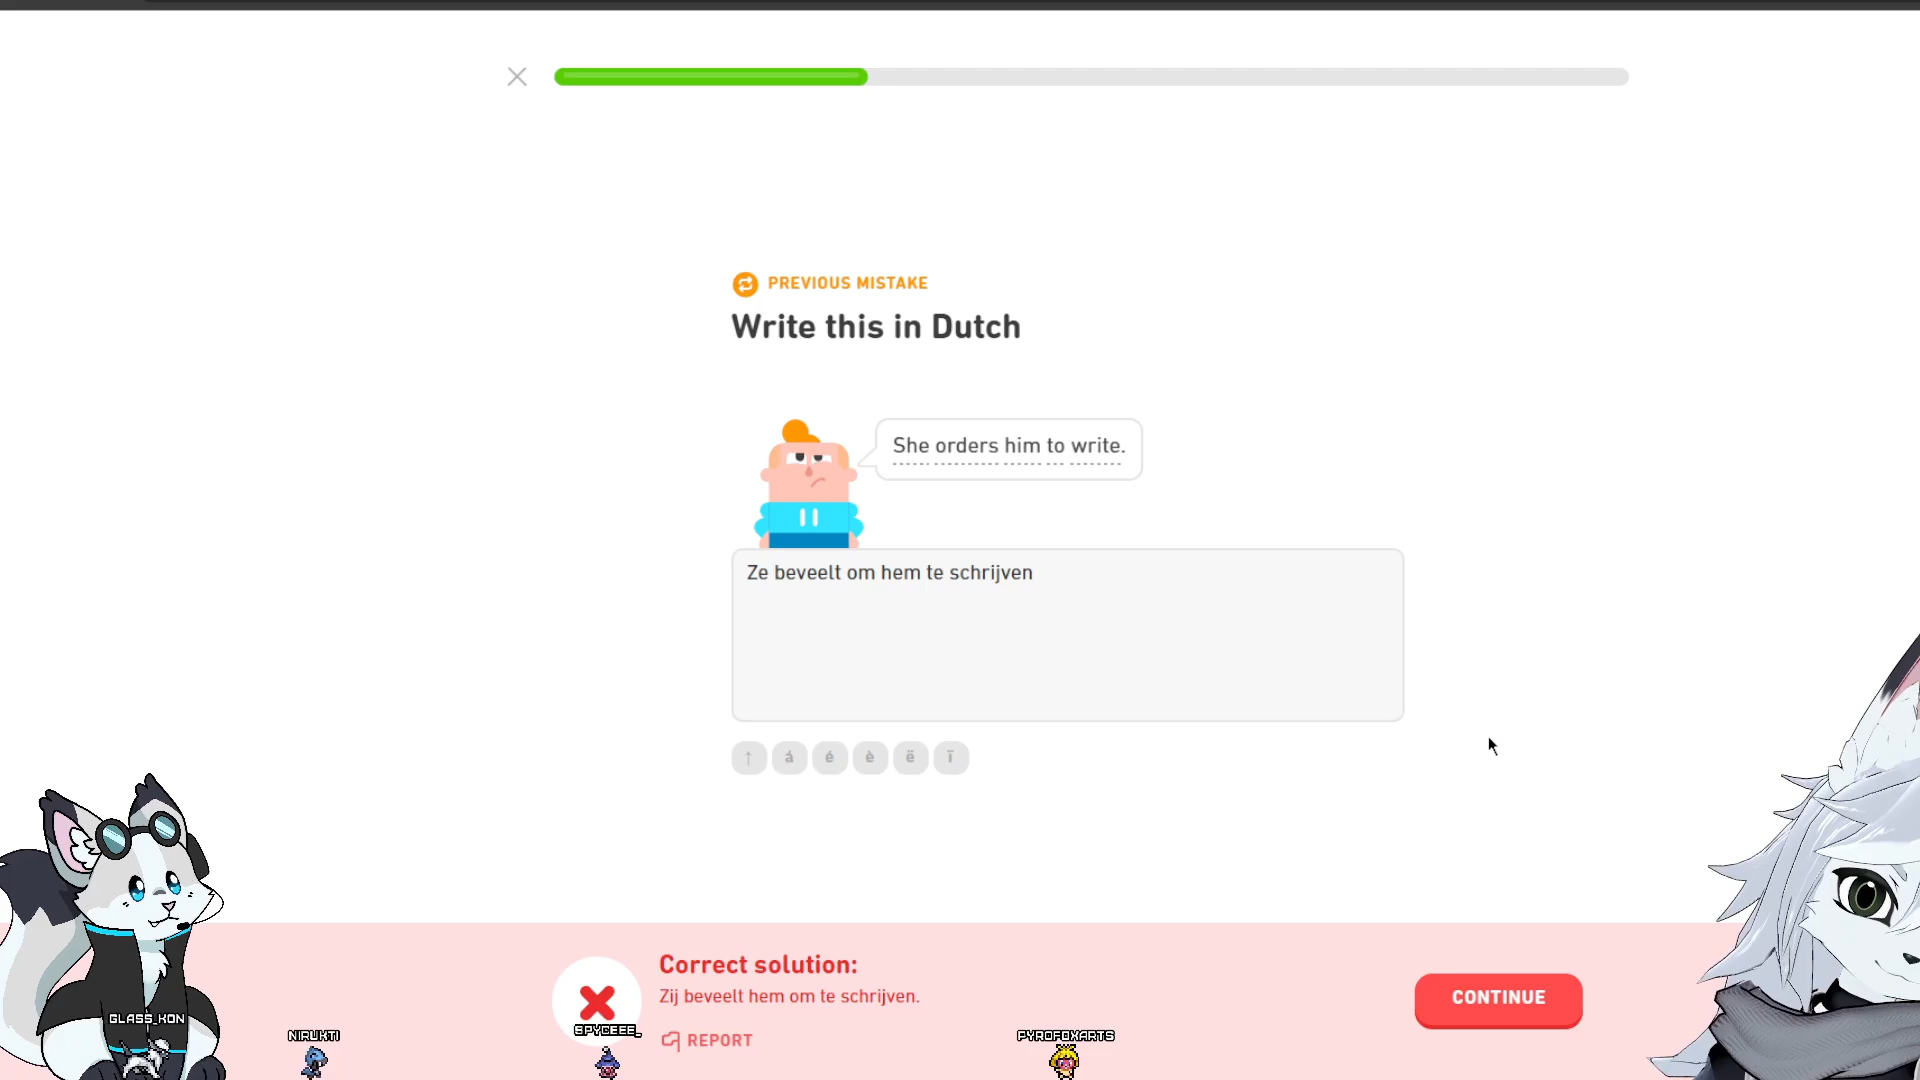 PREVIOUS MISTAKE
Write this in Dutch
She orders him to write.
Ze beveelt om hem te schrijven
↑ á é è ë ï
Correct solution:
Zij beveelt hem om te schrijven.
CONTINUE
REPORT
GLASS_KON
NIRUKTI
SPYCEEE_
PYROFOXARTS